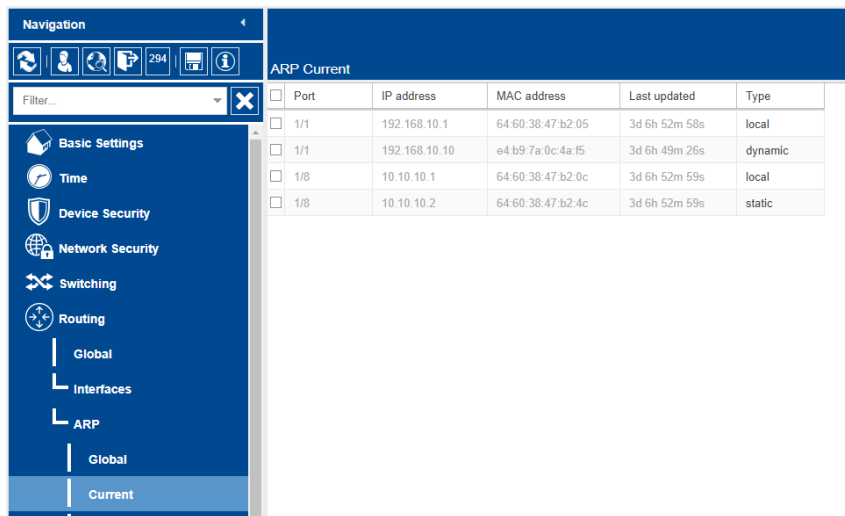 Navigation
294
ARP Current
Filter...
Port IP address MAC address Last updated Type
1/1 192.168.10.1 64:60:38:47:b2:05 3d 6h 52m 58s local
1/1 192.168.10.10 e4:b9:7a:0c:4a:f5 3d 6h 49m 26s dynamic
1/8 10.10.10.1 64:60:38:47:b2:0c 3d 6h 52m 59s local
1/8 10.10.10.2 64:60:38:47:b2:4c 3d 6h 52m 59s static
Basic Settings
Time
Device Security
Network Security
Switching
Routing
Global
Interfaces
ARP
Global
Current